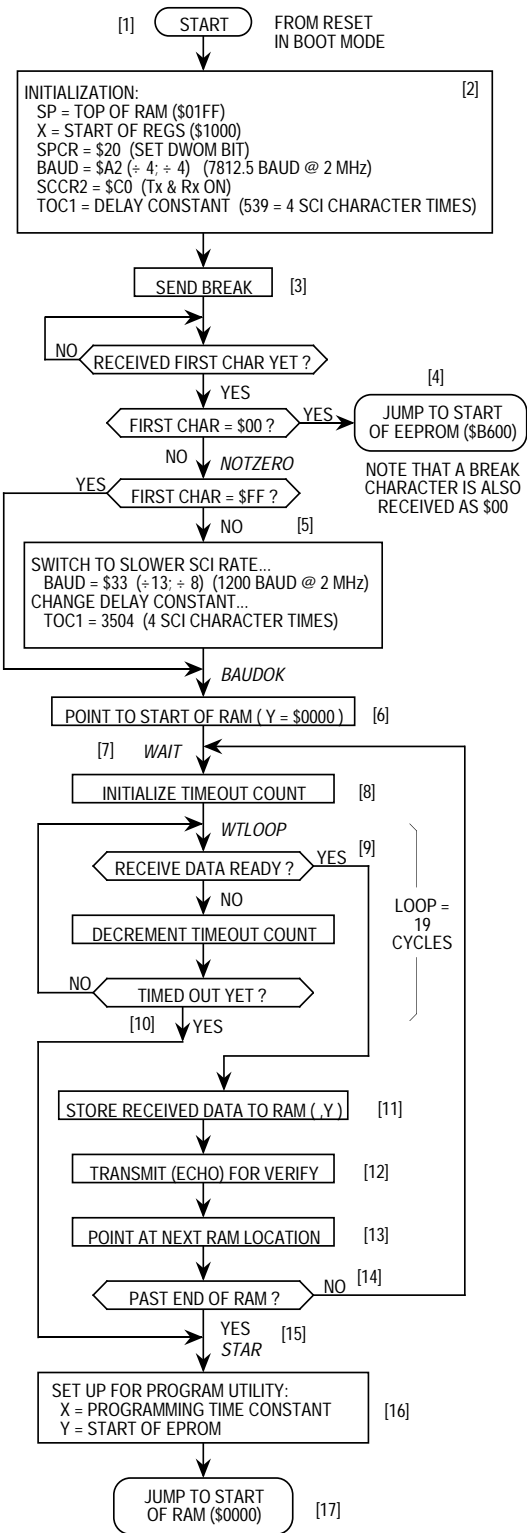 [1] START FROM RESET
IN BOOT MODE
INITIALIZATION: [2]
SP = TOP OF RAM ($01FF)
X = START OF REGS ($1000)
SPCR = $20 (SET DWOM BIT)
BAUD = $A2 (÷ 4; ÷ 4) (7812.5 BAUD @ 2 MHz)
SCCR2 = $C0 (Tx & Rx ON)
TOC1 = DELAY CONSTANT (539 = 4 SCI CHARACTER TIMES)
SEND BREAK [3]
NO RECEIVED FIRST CHAR YET ?
YES
[4]
FIRST CHAR = $00 ? YES JUMP TO START
OF EEPROM ($B600)
NO NOTZERO
NOTE THAT A BREAK
CHARACTER IS ALSO
RECEIVED AS $00
YES FIRST CHAR = $FF ?
NO [5]
SWITCH TO SLOWER SCI RATE...
BAUD = $33 (÷13; ÷ 8) (1200 BAUD @ 2 MHz)
CHANGE DELAY CONSTANT...
TOC1 = 3504 (4 SCI CHARACTER TIMES)
BAUDOK
POINT TO START OF RAM ( Y = $0000 ) [6]
[7] WAIT
INITIALIZE TIMEOUT COUNT [8]
WTLOOP
RECEIVE DATA READY ? YES [9]
NO
LOOP =
19
CYCLES
DECREMENT TIMEOUT COUNT
NO TIMED OUT YET ?
[10] YES
STORE RECEIVED DATA TO RAM ( ,Y ) [11]
TRANSMIT (ECHO) FOR VERIFY [12]
POINT AT NEXT RAM LOCATION [13]
PAST END OF RAM ? NO [14]
YES [15]
STAR
SET UP FOR PROGRAM UTILITY:
X = PROGRAMMING TIME CONSTANT [16]
Y = START OF EPROM
JUMP TO START
OF RAM ($0000) [17]